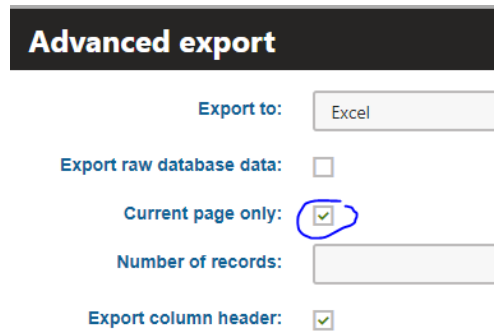 Advanced export
Export to: Excel
Export raw database data:
Current page only:
Number of records:
Export column header: